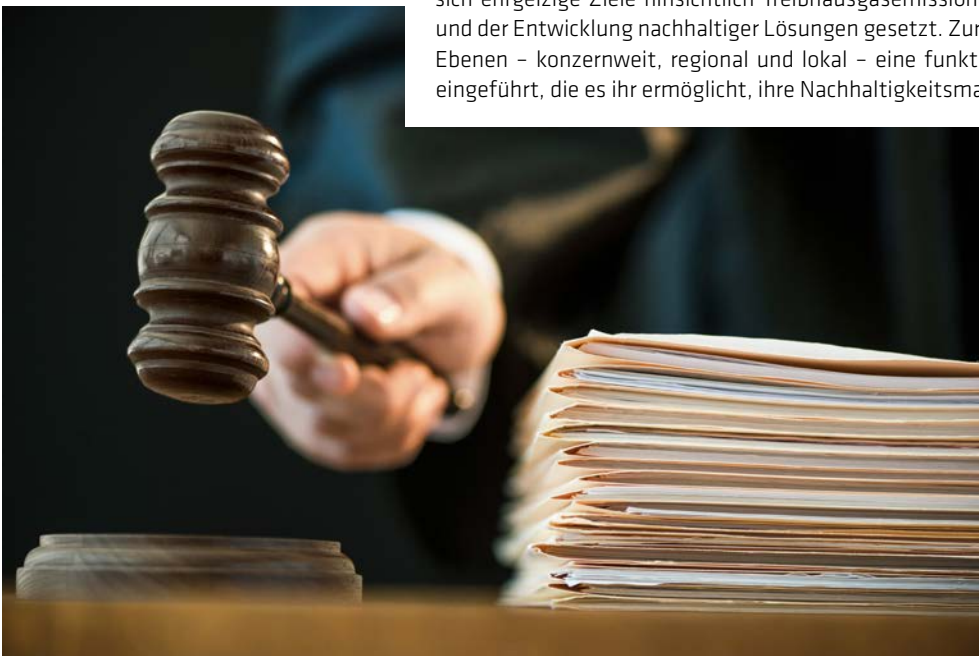 sich ehrgeizige Ziele hinsichtlich Treibhausgasemission
und der Entwicklung nachhaltiger Lösungen gesetzt. Zur
Ebenen – konzernweit, regional und lokal – eine funkt
eingeführt, die es ihr ermöglicht, ihre Nachhaltigkeitsma